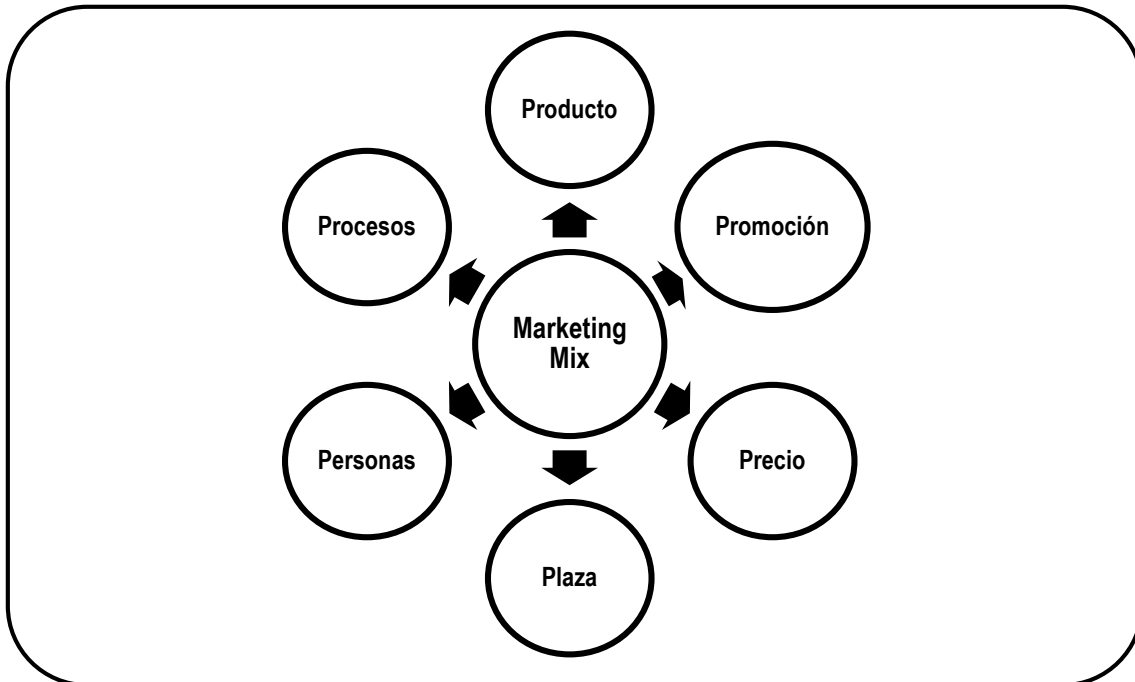 Producto
Procesos
Promoción
Marketing
Mix
Personas
Precio
Plaza